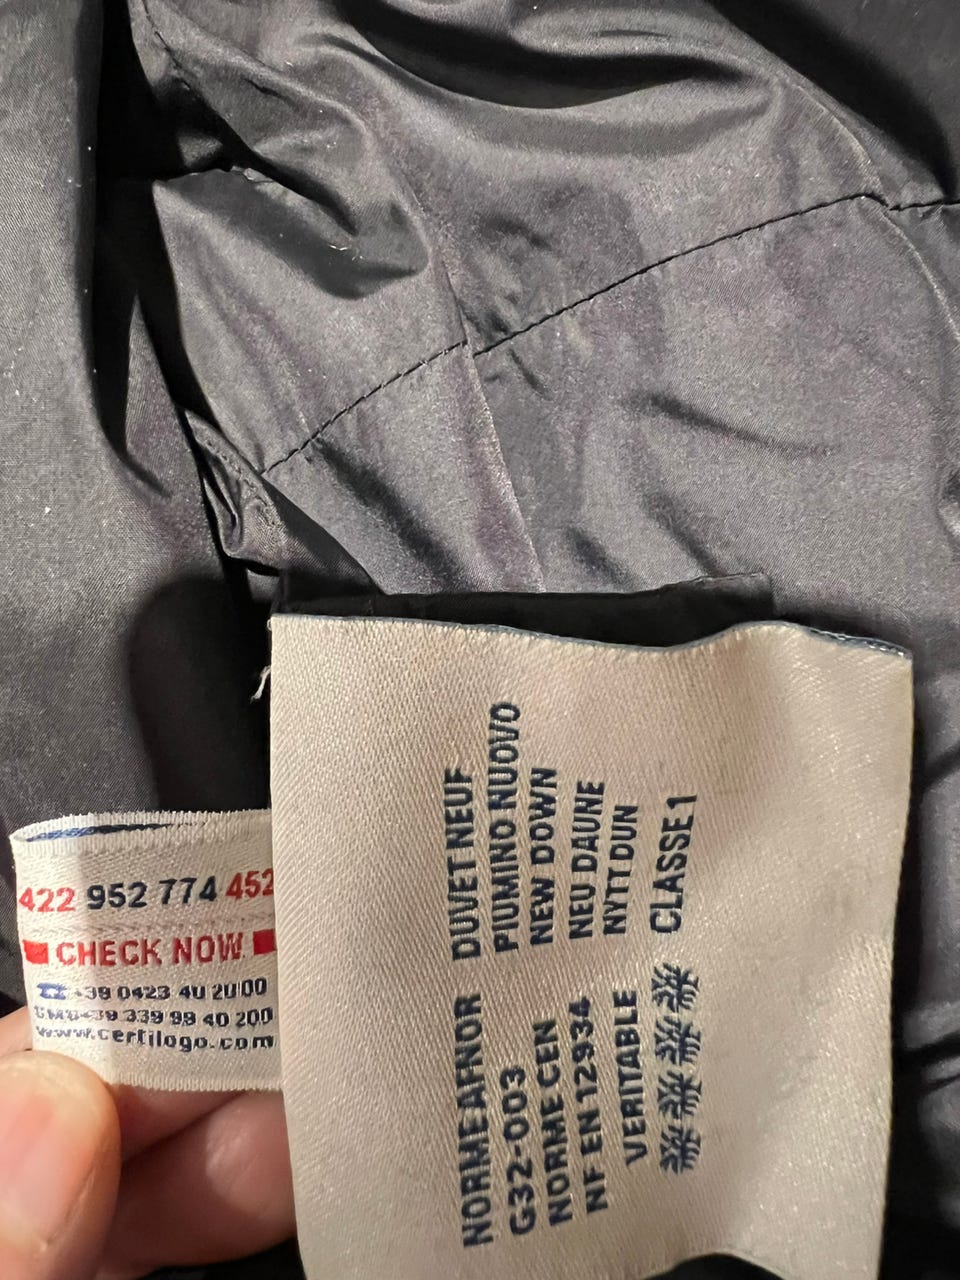 422 952 774 452
CHECK NOW
+39 0423 40 2000
SMS+39 339 99 40 200
www.certilogo.com
DUVET NEUF
PIUMINO NUOVO
NEW DOWN
NEU DAUNE
NYTT DUN
CLASSE 1
NORME AFNOR
G32-003
NORME CEN
NF EN 12934
VERITABLE